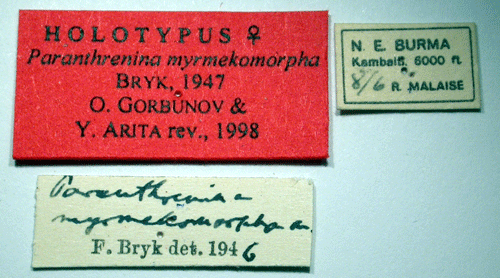 HOLOTYPUS ♀
Paranthrenina myrmekomorpha
BRYK, 1947
O. GORBUNOV &
Y. ARITA rev., 1998
N. E. BURMA
Kambaiti, 6000 ft.
8/6 R. MALAISE
Paranthrenina
myrmekomorpha m.
F. Bryk det. 1946